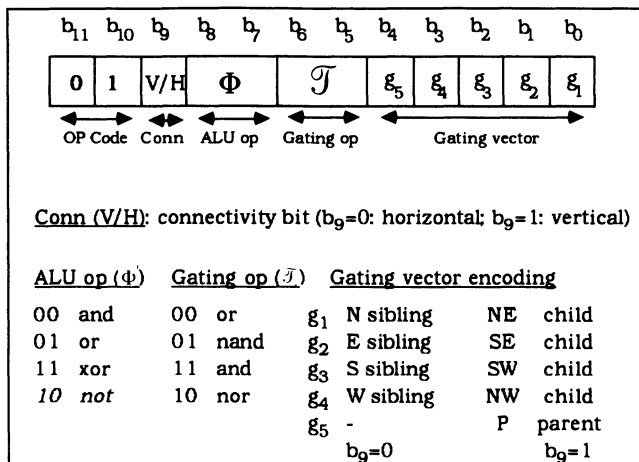 b11 b10 b9 b8 b7 b6 b5 b4 b3 b2 b1 b0
0 1 V/H Φ 𝒯 g5 g4 g3 g2 g1
OP Code Conn ALU op Gating op Gating vector
Conn (V/H): connectivity bit (b9=0: horizontal; b9=1: vertical)
ALU op (Φ) Gating op (𝒯) Gating vector encoding
00 and 00 or g1 N sibling NE child
01 or 01 nand g2 E sibling SE child
11 xor 11 and g3 S sibling SW child
10 not 10 nor g4 W sibling NW child
g5 - P parent
b9=0 b9=1